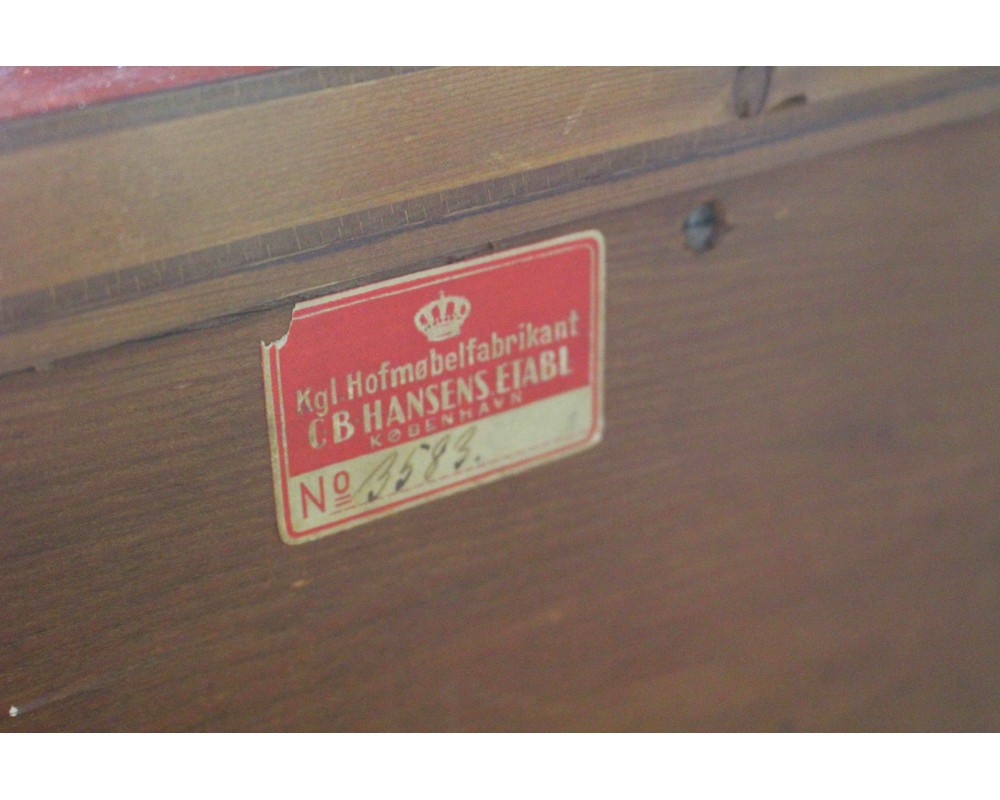 Kgl. Hofmøbelfabrikant
C B HANSENS. ETABL
KØBENHAVN
Nº 3583.